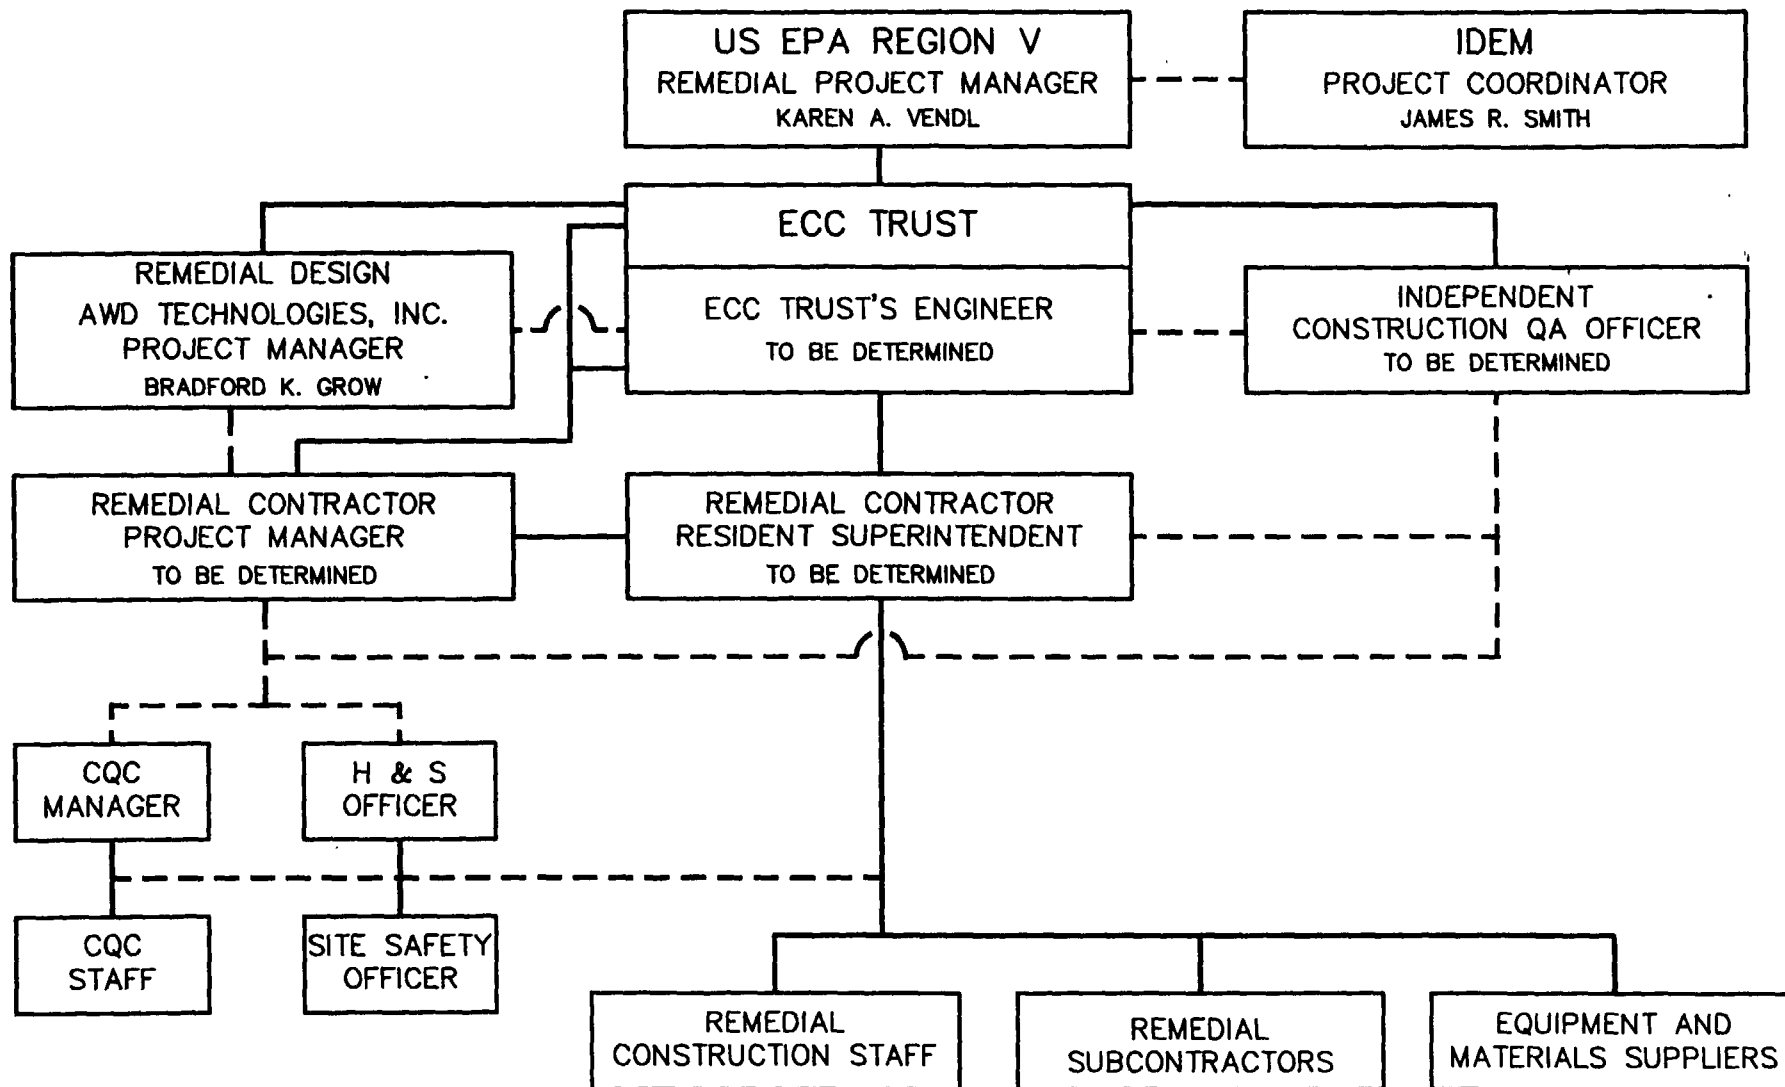 US EPA REGION V
REMEDIAL PROJECT MANAGER
KAREN A. VENDL
IDEM
PROJECT COORDINATOR
JAMES R. SMITH
ECC TRUST
REMEDIAL DESIGN
AWD TECHNOLOGIES, INC.
PROJECT MANAGER
BRADFORD K. GROW
ECC TRUST'S ENGINEER
TO BE DETERMINED
INDEPENDENT
CONSTRUCTION QA OFFICER
TO BE DETERMINED
REMEDIAL CONTRACTOR
PROJECT MANAGER
TO BE DETERMINED
REMEDIAL CONTRACTOR
RESIDENT SUPERINTENDENT
TO BE DETERMINED
CQC
MANAGER
H & S
OFFICER
CQC
STAFF
SITE SAFETY
OFFICER
REMEDIAL
CONSTRUCTION STAFF
REMEDIAL
SUBCONTRACTORS
EQUIPMENT AND
MATERIALS SUPPLIERS